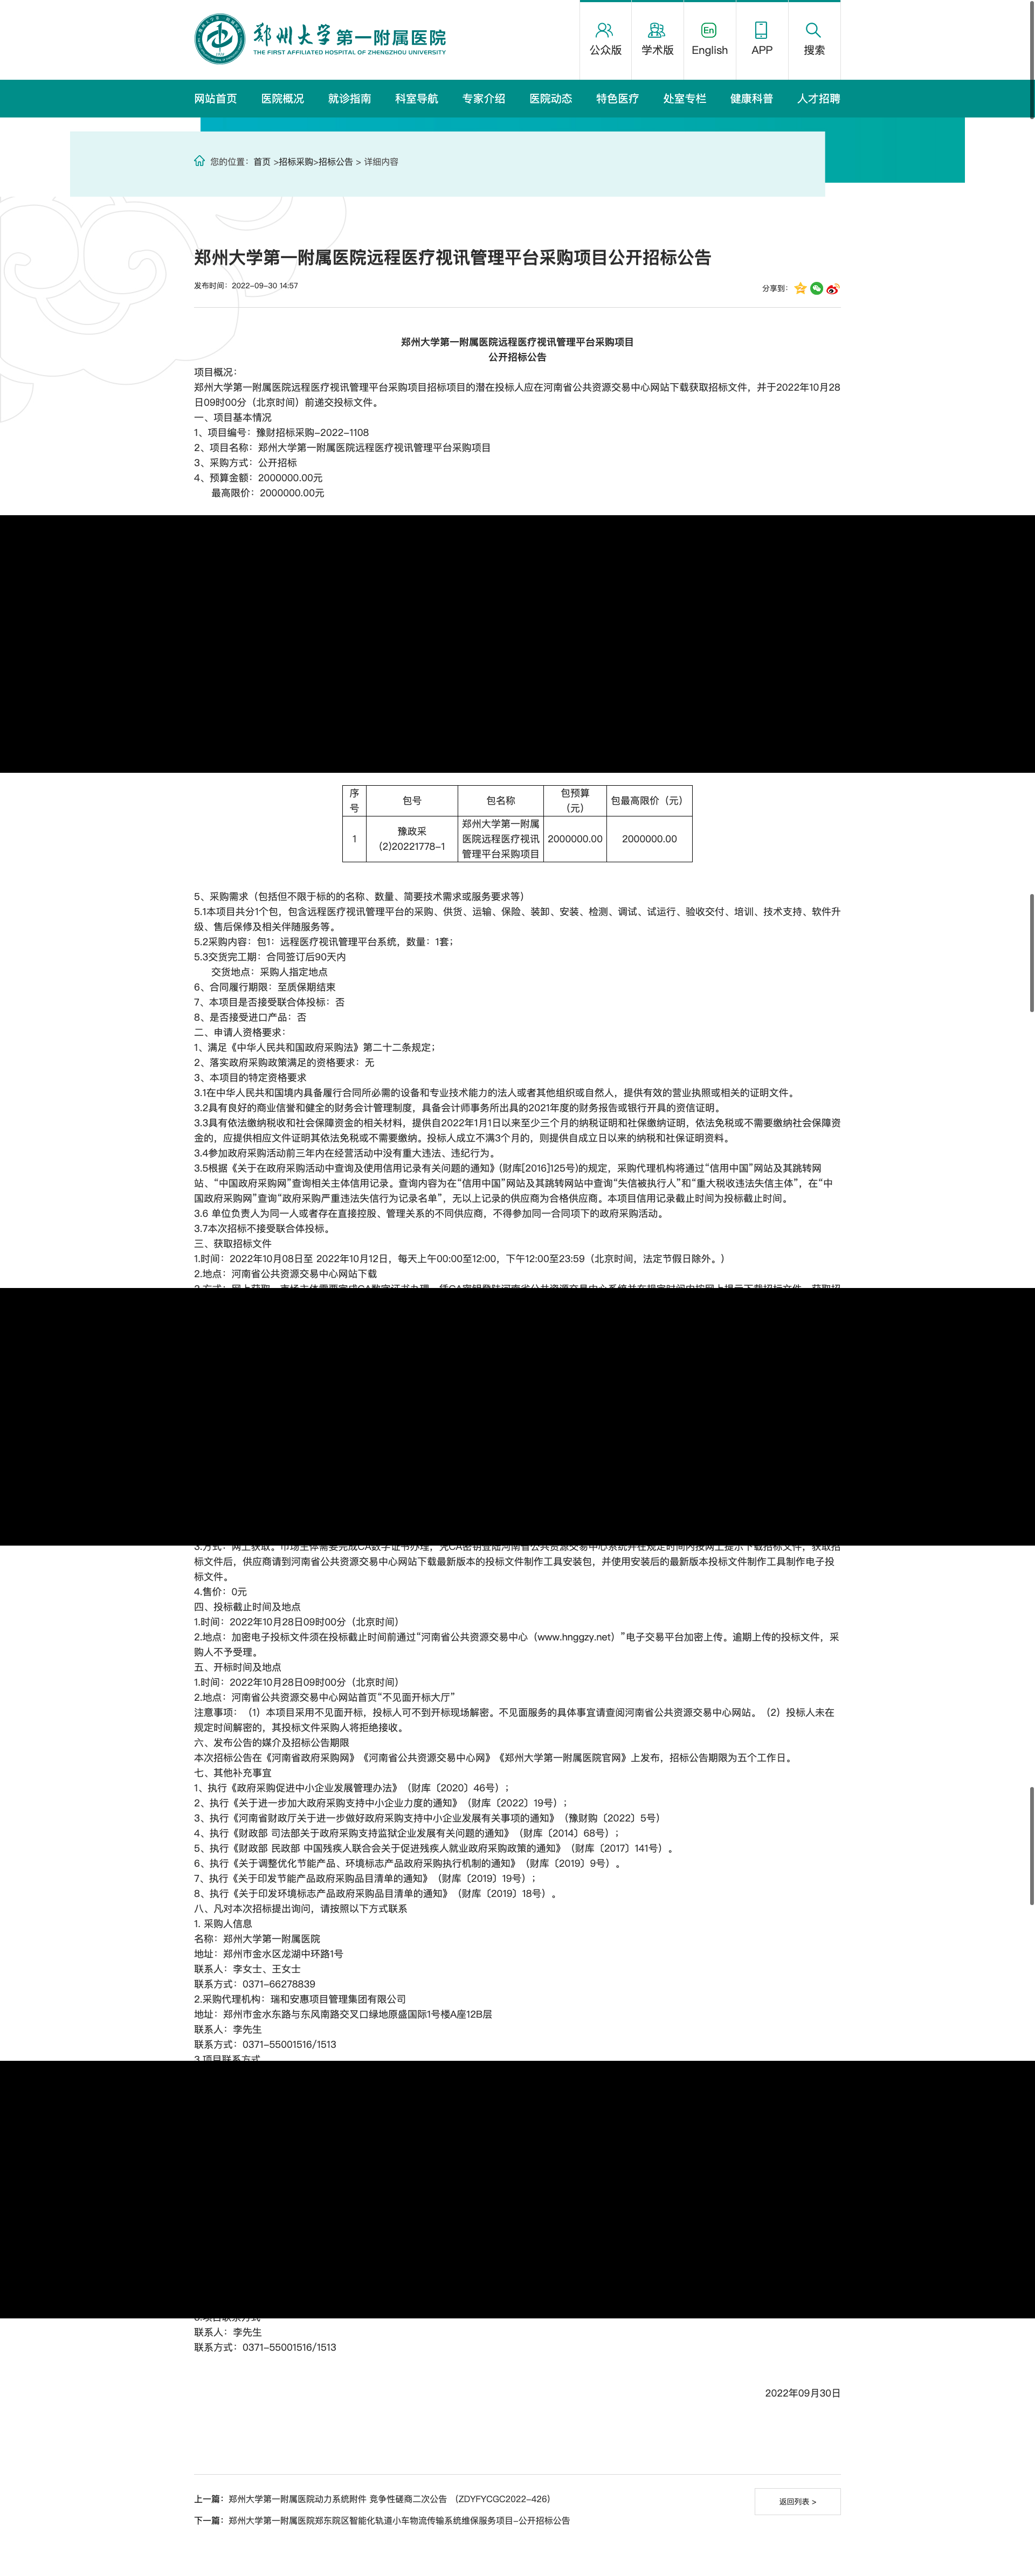 郑州大学第一附属医院
THE FIRST AFFILIATED HOSPITAL OF ZHENGZHOU UNIVERSITY
公众版
学术版
En
English
APP
搜索
网站首页 医院概况 就诊指南 科室导航 专家介绍 医院动态 特色医疗 处室专栏 健康科普 人才招聘
您的位置：首页 >招标采购>招标公告 > 详细内容
郑州大学第一附属医院远程医疗视讯管理平台采购项目公开招标公告
发布时间：2022-09-30 14:57
分享到：
郑州大学第一附属医院远程医疗视讯管理平台采购项目
公开招标公告
项目概况：
郑州大学第一附属医院远程医疗视讯管理平台采购项目招标项目的潜在投标人应在河南省公共资源交易中心网站下载获取招标文件，并于2022年10月28
日09时00分（北京时间）前递交投标文件。
一、项目基本情况
1、项目编号：豫财招标采购-2022-1108
2、项目名称：郑州大学第一附属医院远程医疗视讯管理平台采购项目
3、采购方式：公开招标
4、预算金额：2000000.00元
最高限价：2000000.00元
序号 包号 包名称 包预算（元） 包最高限价（元）
1 豫政采(2)20221778-1 郑州大学第一附属医院远程医疗视讯管理平台采购项目 2000000.00 2000000.00
5、采购需求（包括但不限于标的的名称、数量、简要技术需求或服务要求等）
5.1本项目共分1个包，包含远程医疗视讯管理平台的采购、供货、运输、保险、装卸、安装、检测、调试、试运行、验收交付、培训、技术支持、软件升
级、售后保修及相关伴随服务等。
5.2采购内容：包1：远程医疗视讯管理平台系统，数量：1套；
5.3交货完工期：合同签订后90天内
交货地点：采购人指定地点
6、合同履行期限：至质保期结束
7、本项目是否接受联合体投标：否
8、是否接受进口产品：否
二、申请人资格要求：
1、满足《中华人民共和国政府采购法》第二十二条规定；
2、落实政府采购政策满足的资格要求：无
3、本项目的特定资格要求
3.1在中华人民共和国境内具备履行合同所必需的设备和专业技术能力的法人或者其他组织或自然人，提供有效的营业执照或相关的证明文件。
3.2具有良好的商业信誉和健全的财务会计管理制度，具备会计师事务所出具的2021年度的财务报告或银行开具的资信证明。
3.3具有依法缴纳税收和社会保障资金的相关材料，提供自2022年1月1日以来至少三个月的纳税证明和社保缴纳证明，依法免税或不需要缴纳社会保障资
金的，应提供相应文件证明其依法免税或不需要缴纳。投标人成立不满3个月的，则提供自成立日以来的纳税和社保证明资料。
3.4参加政府采购活动前三年内在经营活动中没有重大违法、违纪行为。
3.5根据《关于在政府采购活动中查询及使用信用记录有关问题的通知》(财库[2016]125号)的规定，采购代理机构将通过“信用中国”网站及其跳转网
站、“中国政府采购网”查询相关主体信用记录。查询内容为在“信用中国”网站及其跳转网站中查询“失信被执行人”和“重大税收违法失信主体”，在“中
国政府采购网”查询“政府采购严重违法失信行为记录名单”，无以上记录的供应商为合格供应商。本项目信用记录截止时间为投标截止时间。
3.6 单位负责人为同一人或者存在直接控股、管理关系的不同供应商，不得参加同一合同项下的政府采购活动。
3.7本次招标不接受联合体投标。
三、获取招标文件
1.时间：2022年10月08日至 2022年10月12日，每天上午00:00至12:00，下午12:00至23:59（北京时间，法定节假日除外。）
2.地点：河南省公共资源交易中心网站下载
3.方式：网上获取。市场主体需要完成CA数字证书办理，凭CA密钥登陆河南省公共资源交易中心系统并在规定时间内按网上提示下载招标文件，获取招
标文件后，供应商请到河南省公共资源交易中心网站下载最新版本的投标文件制作工具安装包，并使用安装后的最新版本投标文件制作工具制作电子投
标文件。
4.售价：0元
四、投标截止时间及地点
1.时间：2022年10月28日09时00分（北京时间）
2.地点：加密电子投标文件须在投标截止时间前通过“河南省公共资源交易中心（www.hnggzy.net）”电子交易平台加密上传。逾期上传的投标文件，采
购人不予受理。
五、开标时间及地点
1.时间：2022年10月28日09时00分（北京时间）
2.地点：河南省公共资源交易中心网站首页“不见面开标大厅”
注意事项：（1）本项目采用不见面开标，投标人可不到开标现场解密。不见面服务的具体事宜请查阅河南省公共资源交易中心网站。（2）投标人未在
规定时间解密的，其投标文件采购人将拒绝接收。
六、发布公告的媒介及招标公告期限
本次招标公告在《河南省政府采购网》《河南省公共资源交易中心网》《郑州大学第一附属医院官网》上发布，招标公告期限为五个工作日。
七、其他补充事宜
1、执行《政府采购促进中小企业发展管理办法》（财库〔2020〕46号）；
2、执行《关于进一步加大政府采购支持中小企业力度的通知》（财库〔2022〕19号）；
3、执行《河南省财政厅关于进一步做好政府采购支持中小企业发展有关事项的通知》（豫财购〔2022〕5号）
4、执行《财政部 司法部关于政府采购支持监狱企业发展有关问题的通知》（财库〔2014〕68号）；
5、执行《财政部 民政部 中国残疾人联合会关于促进残疾人就业政府采购政策的通知》（财库〔2017〕141号）。
6、执行《关于调整优化节能产品、环境标志产品政府采购执行机制的通知》（财库〔2019〕9号）。
7、执行《关于印发节能产品政府采购品目清单的通知》（财库〔2019〕19号）；
8、执行《关于印发环境标志产品政府采购品目清单的通知》（财库〔2019〕18号）。
八、凡对本次招标提出询问，请按照以下方式联系
1. 采购人信息
名称：郑州大学第一附属医院
地址：郑州市金水区龙湖中环路1号
联系人：李女士、王女士
联系方式：0371-66278839
2.采购代理机构：瑞和安惠项目管理集团有限公司
地址：郑州市金水东路与东风南路交叉口绿地原盛国际1号楼A座12B层
联系人：李先生
联系方式：0371-55001516/1513
3.项目联系方式
联系人：李先生
联系方式：0371-55001516/1513
2022年09月30日
上一篇：郑州大学第一附属医院动力系统附件 竞争性磋商二次公告 （ZDYFYCGC2022-426）
返回列表 >
下一篇：郑州大学第一附属医院郑东院区智能化轨道小车物流传输系统维保服务项目-公开招标公告